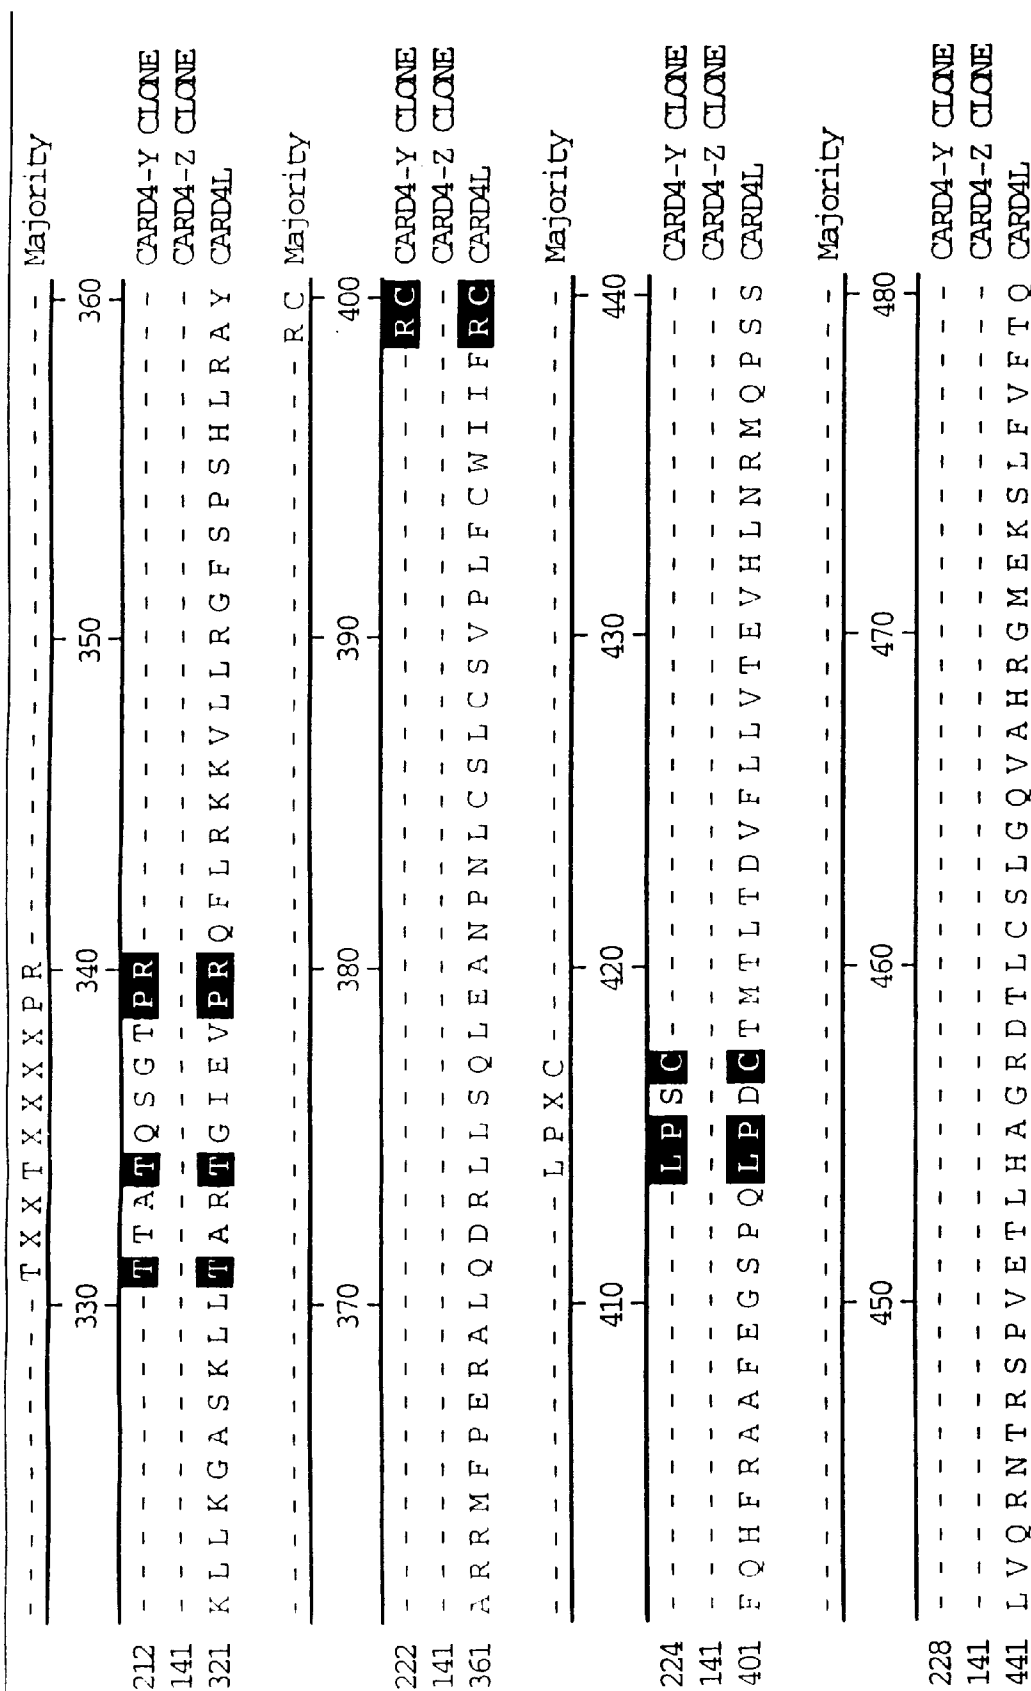 - - - - - - - - - - T X X T X X X X P R - - - - - - - - - - - - - - - - - - - - Majority
330 340 350 360
212 - - - - - - - - - - T T A T Q S G T P R - - - - - - - - - - - - - - - - - - - - CARD4-Y CLONE
141 - - - - - - - - - - - - - - - - - - - - - - - - - - - - - - - - - - - - - - - - CARD4-Z CLONE
321 K L L K G A S K L L T A R T G I E V P R Q F L R K K V L L R G F S P S H L R A Y CARD4L
- - - - - - - - - - - - - - - - - - - - - - - - - - - - - - - - - - - - - - R C Majority
370 380 390 400
222 - - - - - - - - - - - - - - - - - - - - - - - - - - - - - - - - - - - - - - R C CARD4-Y CLONE
141 - - - - - - - - - - - - - - - - - - - - - - - - - - - - - - - - - - - - - - - - CARD4-Z CLONE
361 A R R M F P E R A L Q D R L L S Q L E A N P N L C S L C S V P L F C W I I F R C CARD4L
- - - - - - - - - - - - - L P X C - - - - - - - - - - - - - - - - - - - - - - - Majority
410 420 430 440
224 - - - - - - - - - - - - - L P S C - - - - - - - - - - - - - - - - - - - - - - - CARD4-Y CLONE
141 - - - - - - - - - - - - - - - - - - - - - - - - - - - - - - - - - - - - - - - - CARD4-Z CLONE
401 F Q H F R A A F E G S P Q L P D C T M T L T D V F L L V T E V H L N R M Q P S S CARD4L
- - - - - - - - - - - - - - - - - - - - - - - - - - - - - - - - - - - - - - - - Majority
450 460 470 480
228 - - - - - - - - - - - - - - - - - - - - - - - - - - - - - - - - - - - - - - - - CARD4-Y CLONE
141 - - - - - - - - - - - - - - - - - - - - - - - - - - - - - - - - - - - - - - - - CARD4-Z CLONE
441 L V Q R N T R S P V E T L H A G R D T L C S L G Q V A H R G M E K S L F V F T Q CARD4L